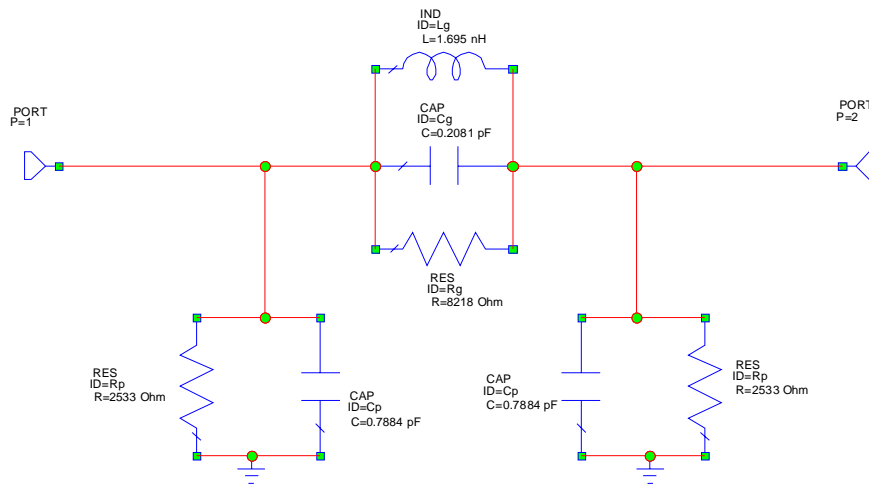 IND
ID=Lg
L=1.695 nH
CAP
ID=Cg
C=0.2081 pF
PORT
P=1
PORT
P=2
RES
ID=Rg
R=8218 Ohm
RES
ID=Rp
R=2533 Ohm
CAP
ID=Cp
C=0.7884 pF
CAP
ID=Cp
C=0.7884 pF
RES
ID=Rp
R=2533 Ohm